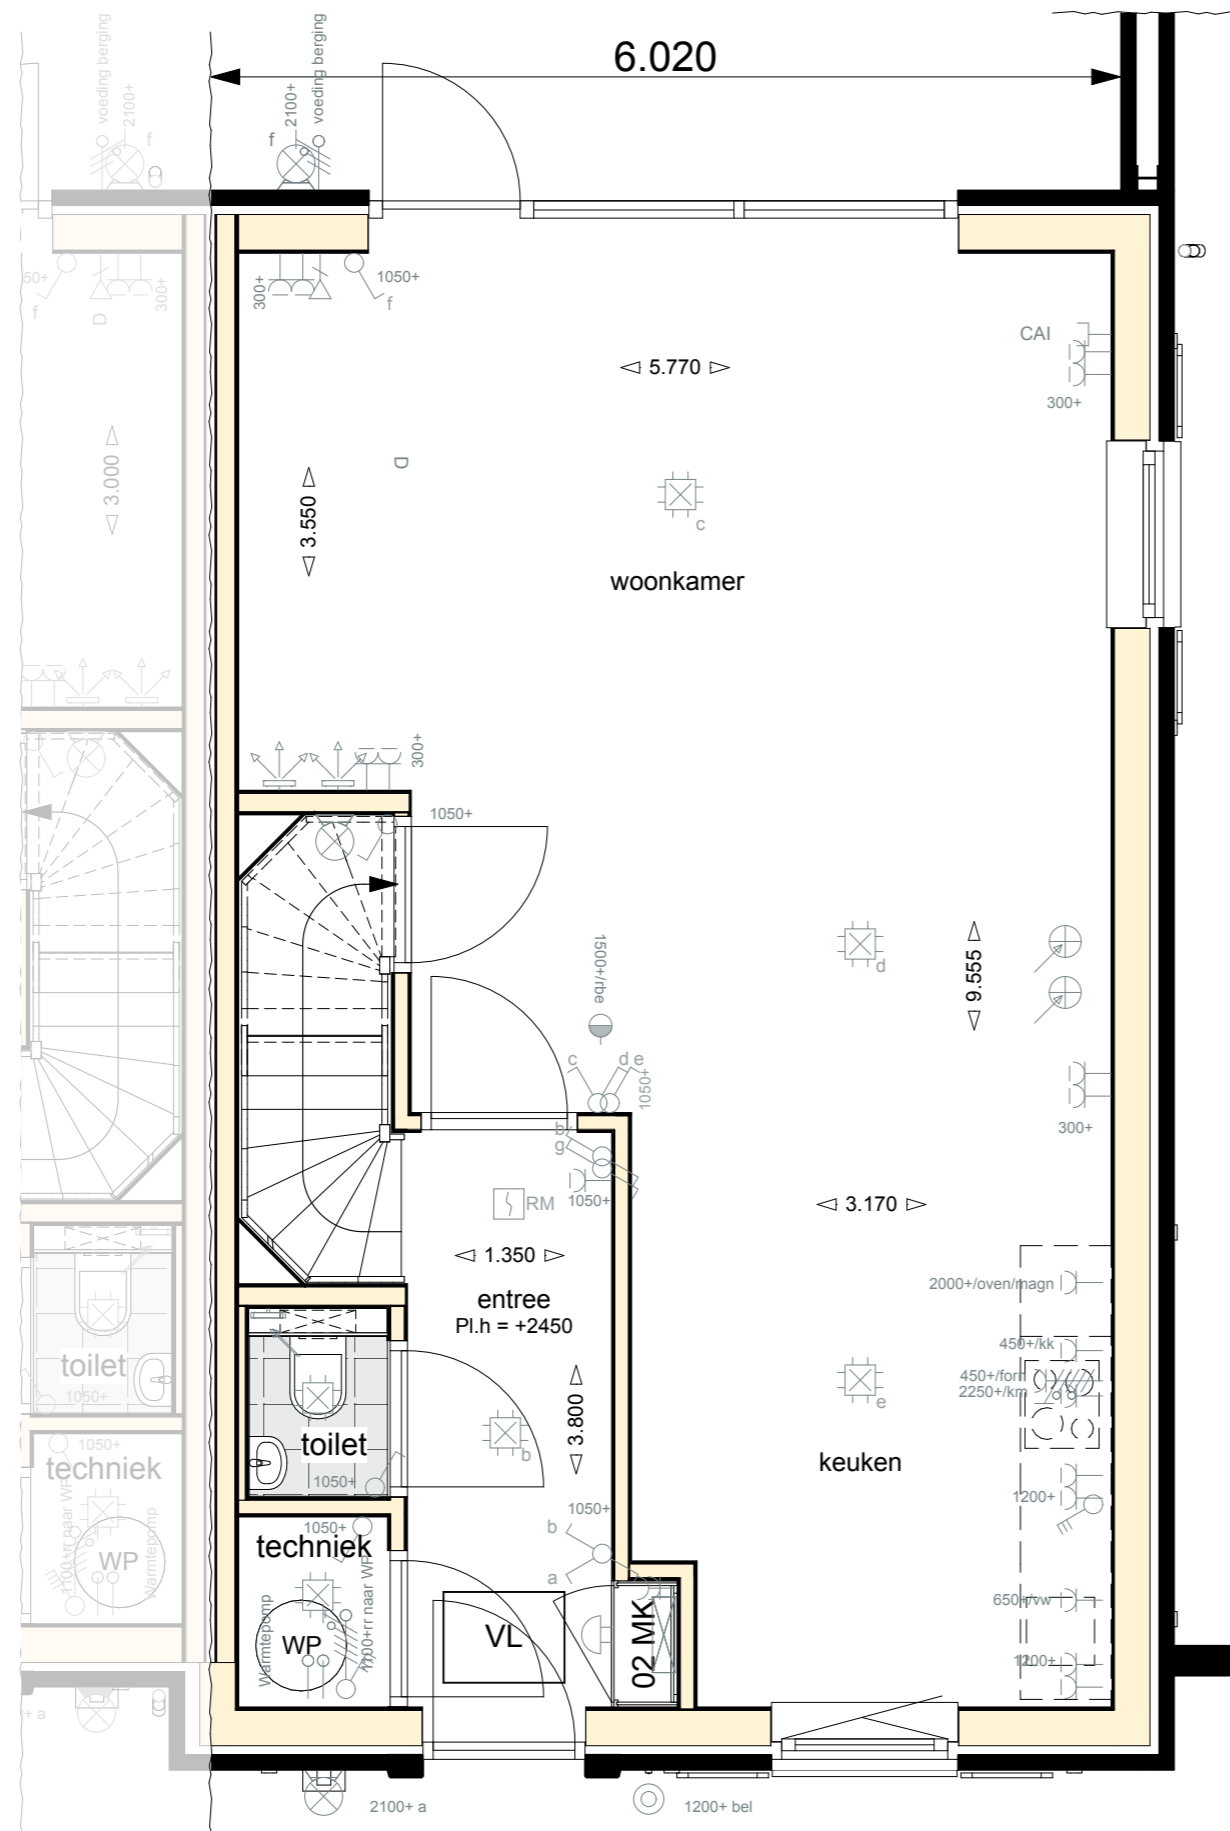 6.020
voeding berging
2100+
f
voeding berging
2100+
f
50+
f
D
300+
300+
1050+
f
CAI
300+
5.770
3.000
3.550
D
c
woonkamer
300+
1050+
1500+/rbe
d
9.555
c
d e
1050+
300+
b
g
1050+
RM
3.170
1.350
entree
Pl.h = +2450
2000+/oven/magn
450+/kk
450+/forn
2250+/km
e
toilet
1050+
toilet
1050+
b
3.800
keuken
1200+
1050+
techniek
1100+rr naar WP
WP
Warmtepomp
1050+
techniek
1100+rr naar WP
Warmtepomp
WP
1050+
b
a
VL
02 MK
650+/vw
1200+
+ a
2100+ a
1200+ bel